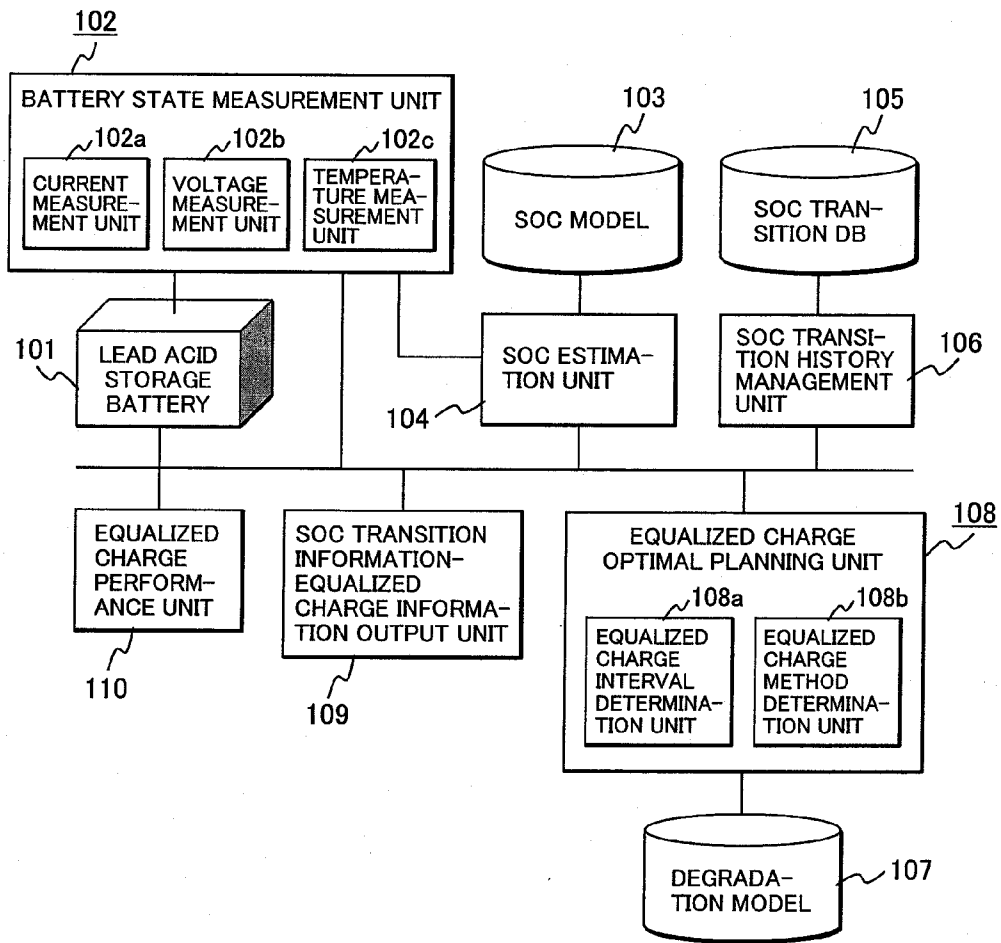 102
BATTERY STATE MEASUREMENT UNIT
102a
102b
102c
CURRENT
MEASURE-
MENT UNIT
VOLTAGE
MEASURE-
MENT UNIT
TEMPERA-
TURE MEA-
SUREMENT
UNIT
103
SOC MODEL
105
SOC TRAN-
SITION DB
101
LEAD ACID
STORAGE
BATTERY
SOC ESTIMA-
TION UNIT
104
SOC TRANSI-
TION HISTORY
MANAGEMENT
UNIT
106
EQUALIZED
CHARGE
PERFORM-
ANCE UNIT
110
SOC TRANSITION
INFORMATION-
EQUALIZED
CHARGE INFORMA-
TION OUTPUT UNIT
109
108
EQUALIZED CHARGE
OPTIMAL PLANNING UNIT
108a
108b
EQUALIZED
CHARGE
INTERVAL
DETERMINA-
TION UNIT
EQUALIZED
CHARGE
METHOD
DETERMINA-
TION UNIT
DEGRADA-
TION MODEL
107